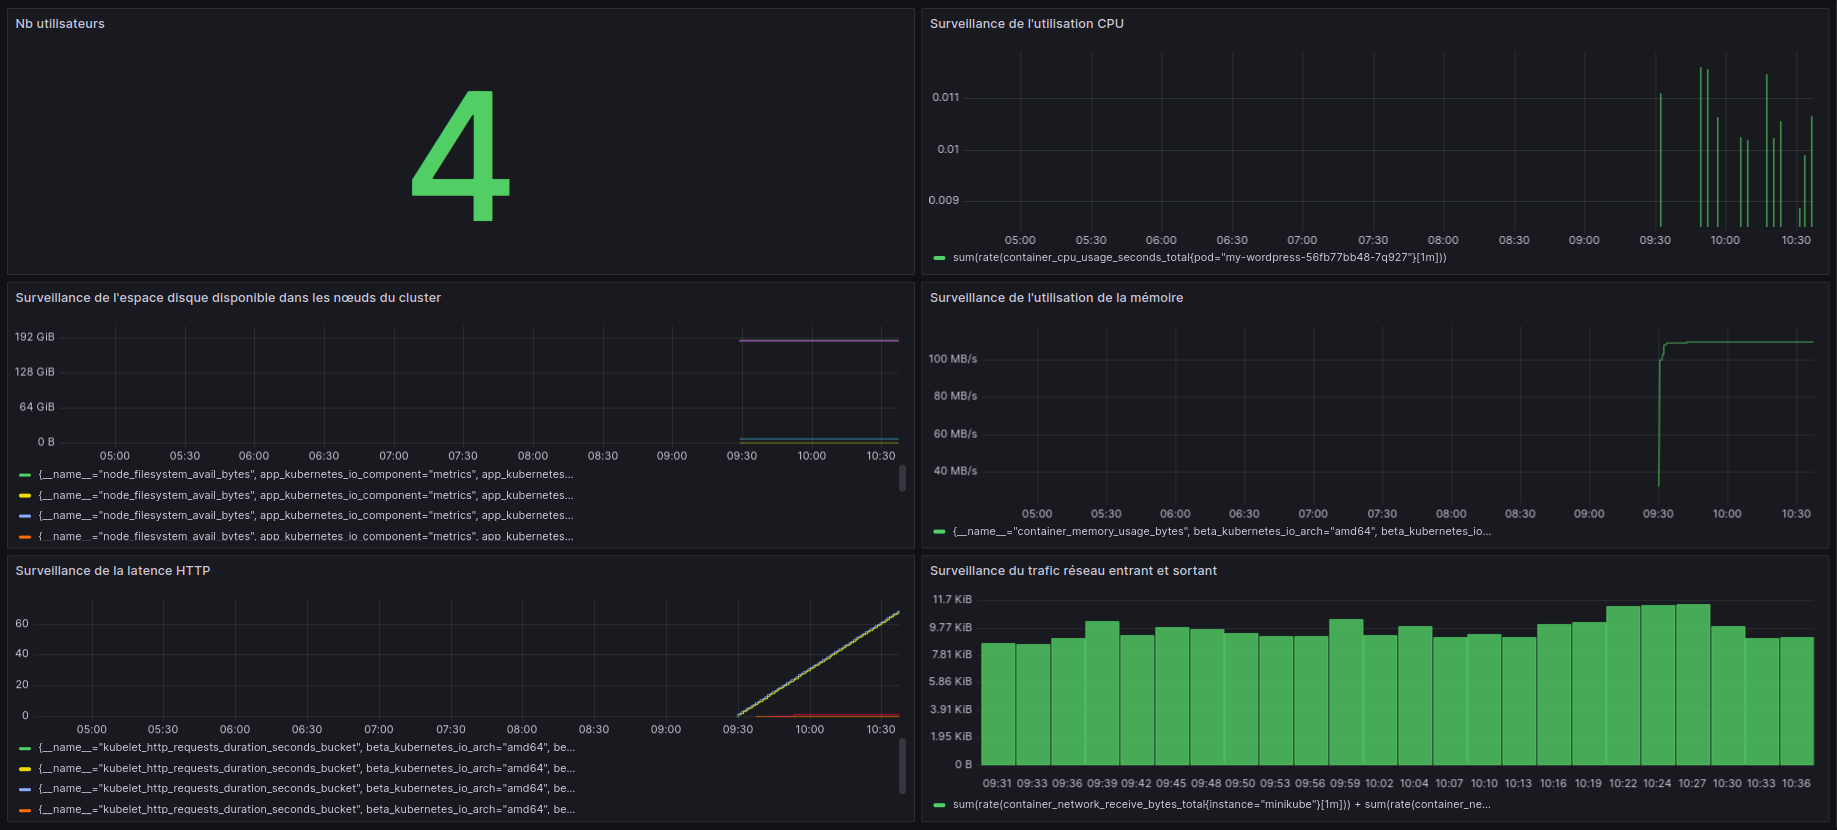 Nb utilisateurs
4
Surveillance de l'utilisation CPU
0.011
0.01
0.009
05:00 05:30 06:00 06:30 07:00 07:30 08:00 08:30 09:00 09:30 10:00 10:30
sum(rate(container_cpu_usage_seconds_total{pod="my-wordpress-56fb77bb48-7q927"}[1m]))
Surveillance de l'espace disque disponible dans les nœuds du cluster
192 GiB
128 GiB
64 GiB
0 B
05:00 05:30 06:00 06:30 07:00 07:30 08:00 08:30 09:00 09:30 10:00 10:30
{__name__="node_filesystem_avail_bytes", app_kubernetes_io_component="metrics", app_kubernetes...
{__name__="node_filesystem_avail_bytes", app_kubernetes_io_component="metrics", app_kubernetes...
{__name__="node_filesystem_avail_bytes", app_kubernetes_io_component="metrics", app_kubernetes...
{__name__="node_filesystem_avail_bytes", app_kubernetes_io_component="metrics", app_kubernetes...
Surveillance de l'utilisation de la mémoire
100 MB/s
80 MB/s
60 MB/s
40 MB/s
05:00 05:30 06:00 06:30 07:00 07:30 08:00 08:30 09:00 09:30 10:00 10:30
{__name__="container_memory_usage_bytes", beta_kubernetes_io_arch="amd64", beta_kubernetes_io...
Surveillance de la latence HTTP
60
40
20
0
05:00 05:30 06:00 06:30 07:00 07:30 08:00 08:30 09:00 09:30 10:00 10:30
{__name__="kubelet_http_requests_duration_seconds_bucket", beta_kubernetes_io_arch="amd64", be...
{__name__="kubelet_http_requests_duration_seconds_bucket", beta_kubernetes_io_arch="amd64", be...
{__name__="kubelet_http_requests_duration_seconds_bucket", beta_kubernetes_io_arch="amd64", be...
{__name__="kubelet_http_requests_duration_seconds_bucket", beta_kubernetes_io_arch="amd64", be...
Surveillance du trafic réseau entrant et sortant
11.7 KiB
9.77 KiB
7.81 KiB
5.86 KiB
3.91 KiB
1.95 KiB
0 B
09:31 09:33 09:36 09:39 09:42 09:45 09:48 09:50 09:53 09:56 09:59 10:02 10:04 10:07 10:10 10:13 10:16 10:19 10:22 10:24 10:27 10:30 10:33 10:36
sum(rate(container_network_receive_bytes_total{instance="minikube"}[1m])) + sum(rate(container_ne...